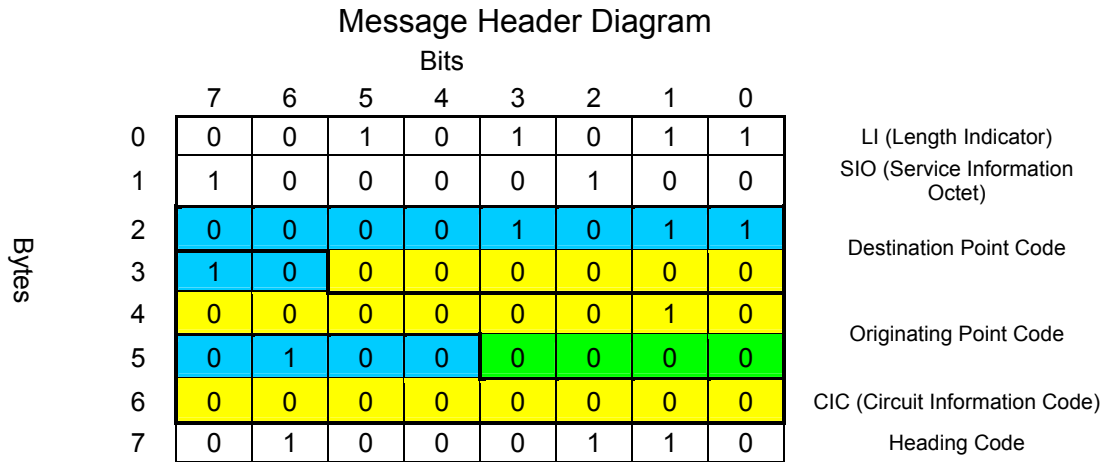 Message Header Diagram
Bits
7 6 5 4 3 2 1 0
0 0 0 1 0 1 0 1 1 LI (Length Indicator)
1 1 0 0 0 0 1 0 0 SIO (Service Information
Octet)
Bytes
2 0 0 0 0 1 0 1 1
Destination Point Code
3 1 0 0 0 0 0 0 0
4 0 0 0 0 0 0 1 0
Originating Point Code
5 0 1 0 0 0 0 0 0
6 0 0 0 0 0 0 0 0 CIC (Circuit Information Code)
7 0 1 0 0 0 1 1 0 Heading Code